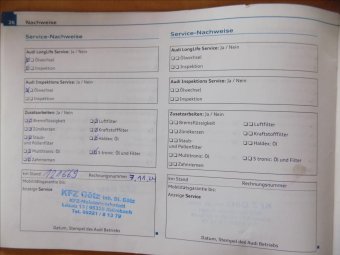 26 Nachweise
Service-Nachweise
Audi LongLife Service: Ja / Nein
Ölwechsel
Inspektion
Audi Inspektions Service: Ja / Nein
Ölwechsel
Inspektion
Zusatzarbeiten: Ja / Nein
Bremsflüssigkeit
Luftfilter
Zündkerzen
Kraftstofffilter
Staub- und Pollenfilter
Haldex: Öl
Multitronic: Öl
S tronic: Öl und Filter
Zahnriemen
km-Stand
Rechnungsnummer
Mobilitätsgarantie bis:
Anzeige Service
KFZ Götz
KFZ-Meisterwerkstatt
Datum, Stempel des Audi Betriebs
Service-Nachweise
Audi LongLife Service: Ja / Nein
Ölwechsel
Inspektion
Audi Inspektions Service: Ja / Nein
Ölwechsel
Inspektion
Zusatzarbeiten: Ja / Nein
Bremsflüssigkeit
Luftfilter
Zündkerzen
Kraftstofffilter
Staub- und Pollenfilter
Haldex: Öl
Multitronic: Öl
S tronic: Öl und Filter
Zahnriemen
km-Stand
Rechnungsnummer
Mobilitätsgarantie bis:
Anzeige Service
Datum, Stempel des Audi Betriebs